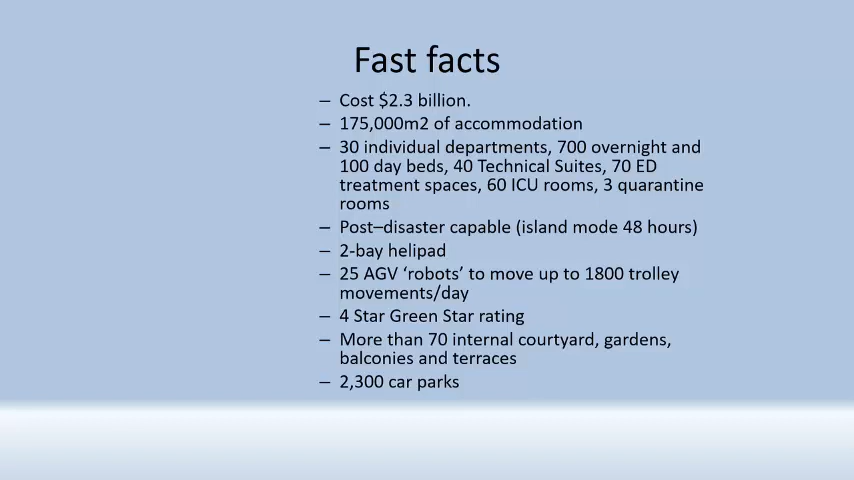 Fast facts
– Cost $2.3 billion.
– 175,000m2 of accommodation
– 30 individual departments, 700 overnight and
100 day beds, 40 Technical Suites, 70 ED
treatment spaces, 60 ICU rooms, 3 quarantine
rooms
– Post–disaster capable (island mode 48 hours)
– 2-bay helipad
– 25 AGV ‘robots’ to move up to 1800 trolley
movements/day
– 4 Star Green Star rating
– More than 70 internal courtyard, gardens,
balconies and terraces
– 2,300 car parks